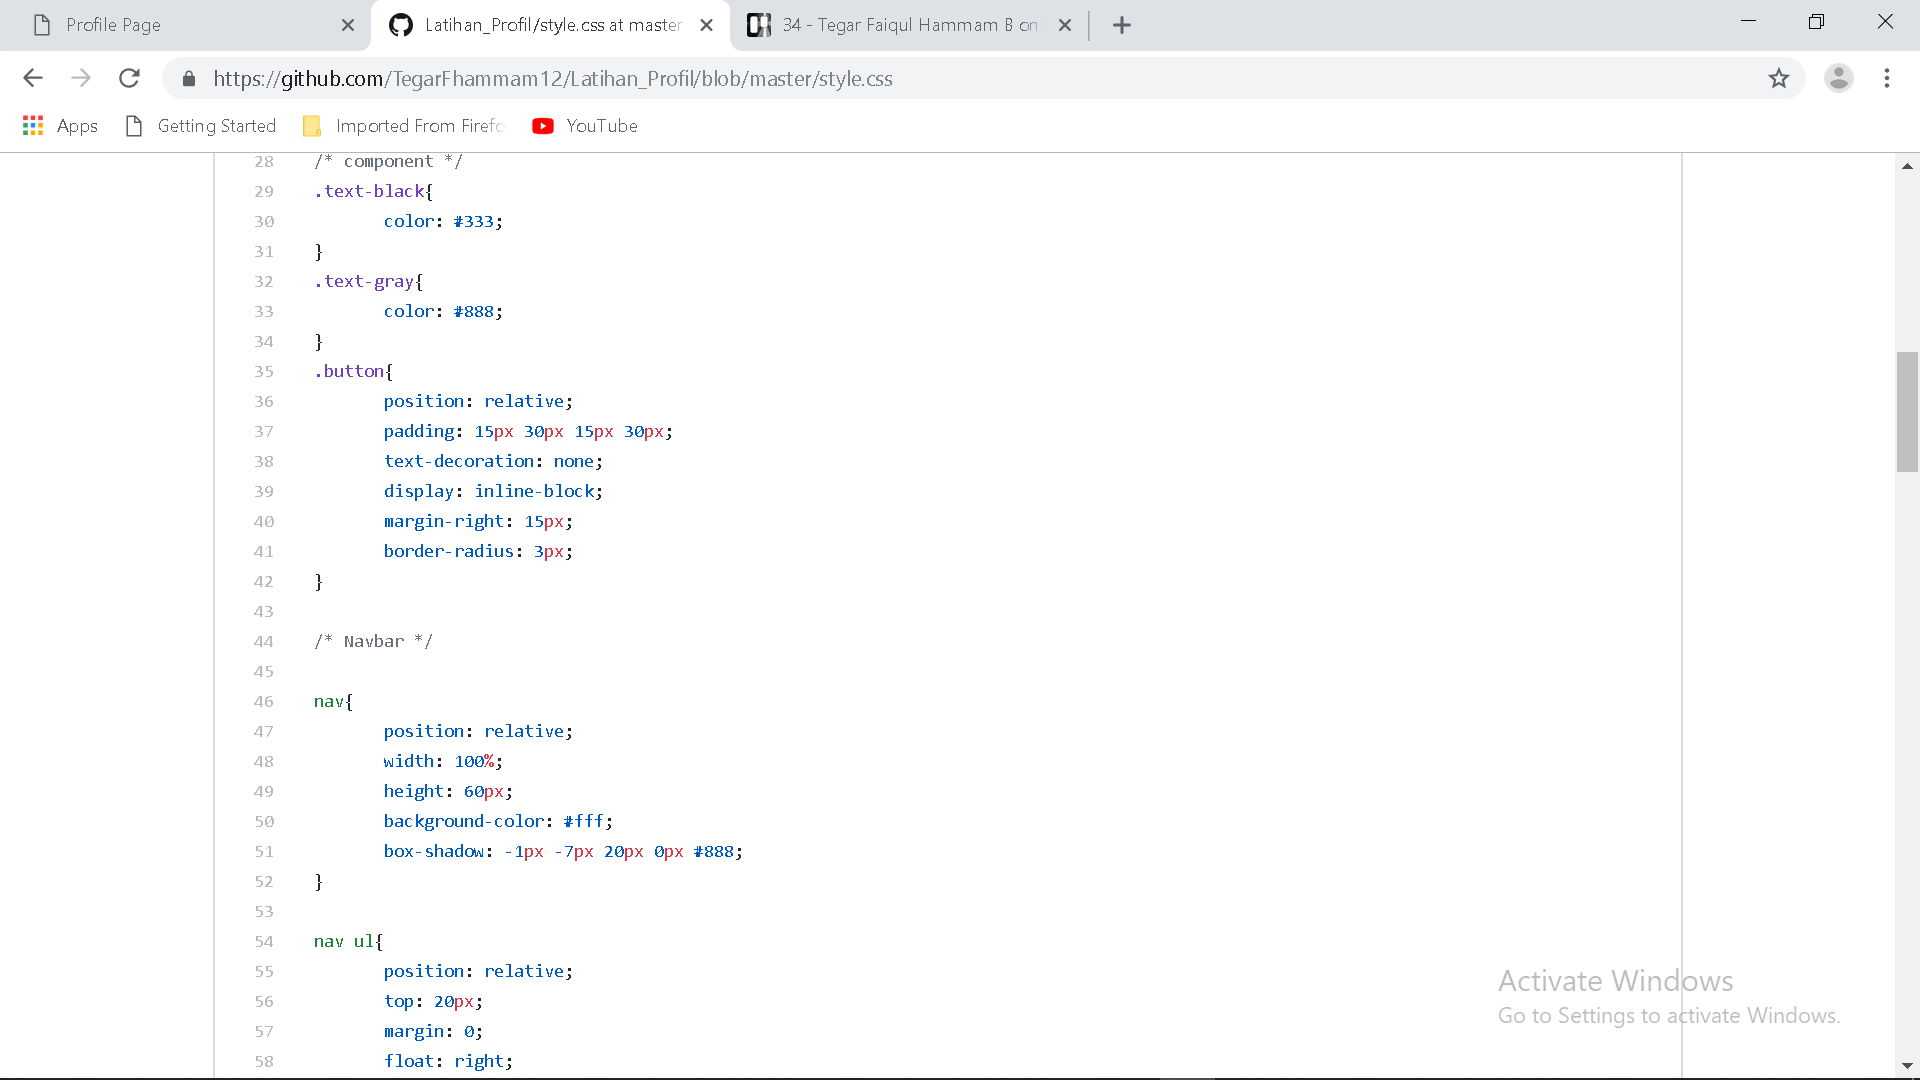 Profile Page
Latihan_Profil/style.css at master
34 - Tegar Faiqul Hammam B on
https://github.com/TegarFhammam12/Latihan_Profil/blob/master/style.css
Apps Getting Started Imported From Firefo YouTube
28 /* component */
29 .text-black{
30 color: #333;
31 }
32 .text-gray{
33 color: #888;
34 }
35 .button{
36 position: relative;
37 padding: 15px 30px 15px 30px;
38 text-decoration: none;
39 display: inline-block;
40 margin-right: 15px;
41 border-radius: 3px;
42 }
43
44 /* Navbar */
45
46 nav{
47 position: relative;
48 width: 100%;
49 height: 60px;
50 background-color: #fff;
51 box-shadow: -1px -7px 20px 0px #888;
52 }
53
54 nav ul{
55 position: relative;
56 top: 20px;
57 margin: 0;
58 float: right;
Activate Windows
Go to Settings to activate Windows.